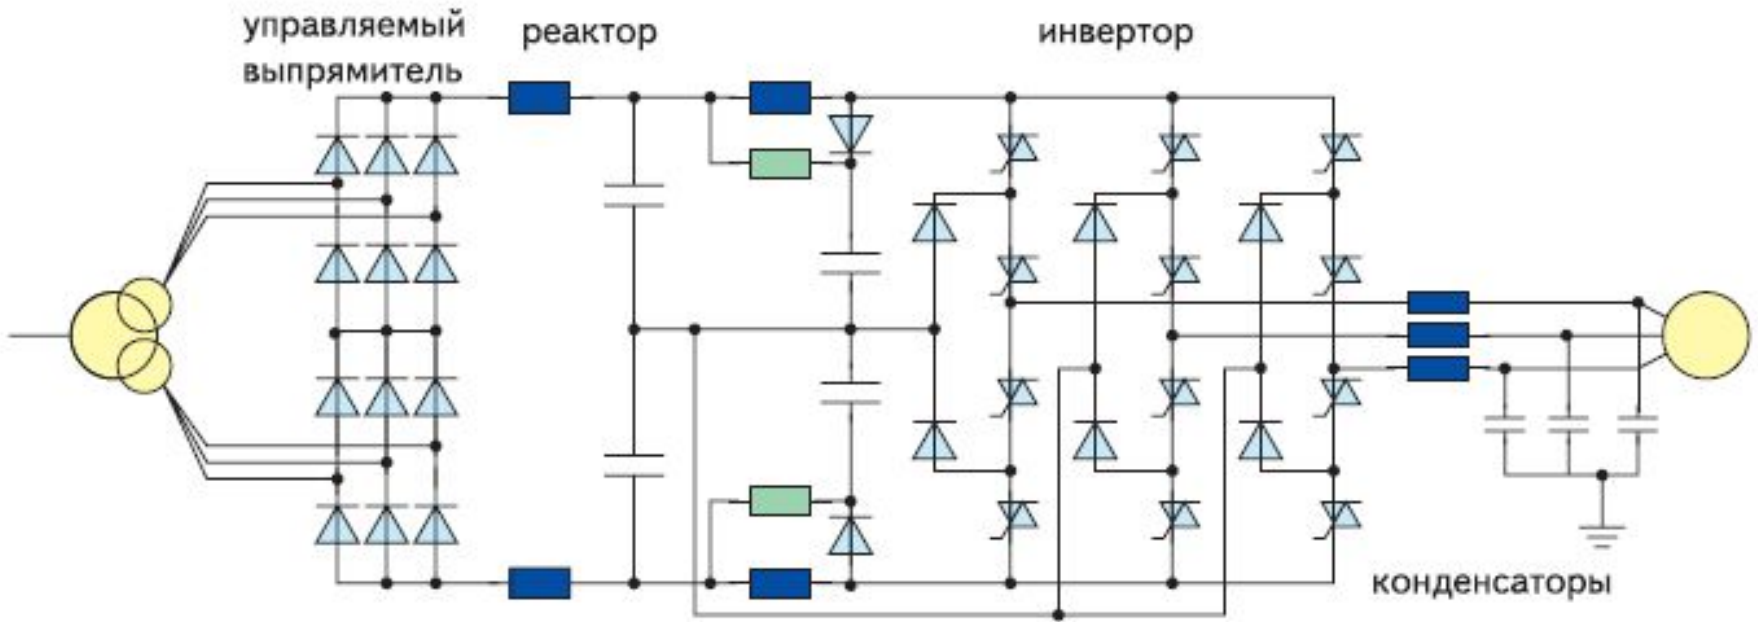 управляемый
выпрямитель
реактор
инвертор
конденсаторы